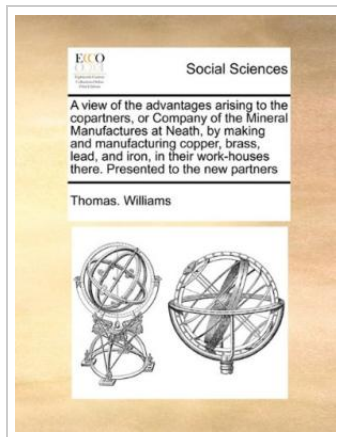 ECCO
Social Sciences
A view of the advantages arising to the
copartners, or Company of the Mineral
Manufactures at Neath, by making
and manufacturing copper, brass,
lead, and iron, in their work-houses
there. Presented to the new partners
Thomas. Williams